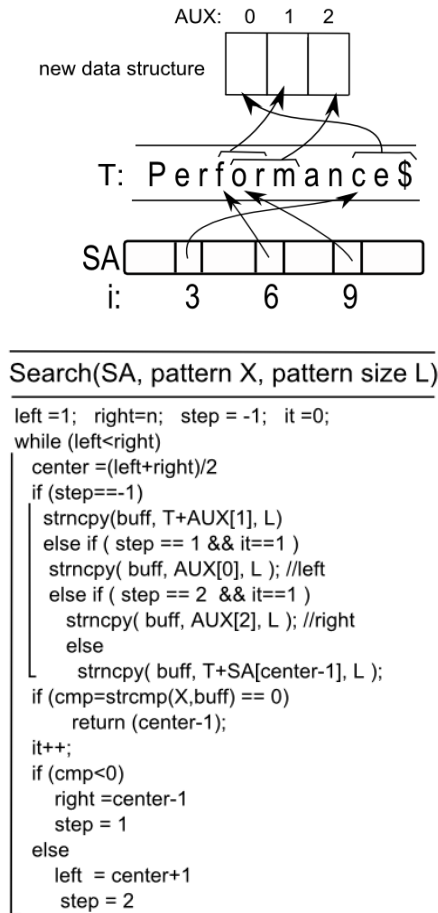 AUX: 0 1 2
new data structure
T: Performance$
SA
i: 3 6 9
Search(SA, pattern X, pattern size L)
left =1; right=n; step = -1; it =0;
while (left<right)
center =(left+right)/2
if (step==-1)
strncpy(buff, T+AUX[1], L)
else if ( step == 1 && it==1 )
strncpy( buff, AUX[0], L ); //left
else if ( step == 2 && it==1 )
strncpy( buff, AUX[2], L ); //right
else
strncpy( buff, T+SA[center-1], L );
if (cmp=strcmp(X,buff) == 0)
return (center-1);
it++;
if (cmp<0)
right =center-1
step = 1
else
left = center+1
step = 2